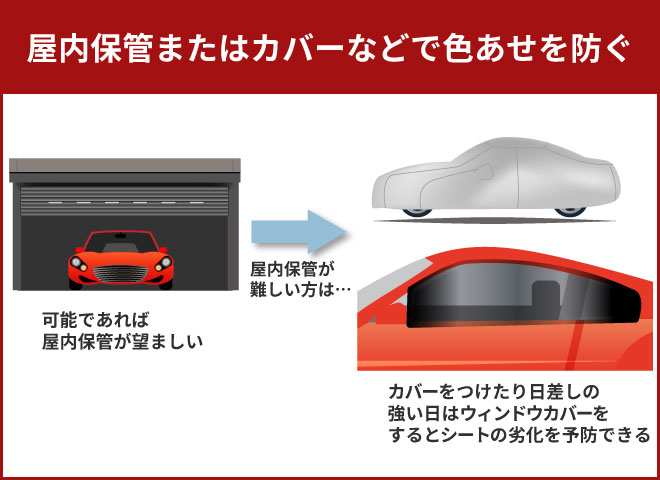 屋内保管またはカバーなどで色あせを防ぐ
屋内保管が
難しい方は…
可能であれば
屋内保管が望ましい
カバーをつけたり日差しの
強い日はウィンドウカバーを
するとシートの劣化を予防できる